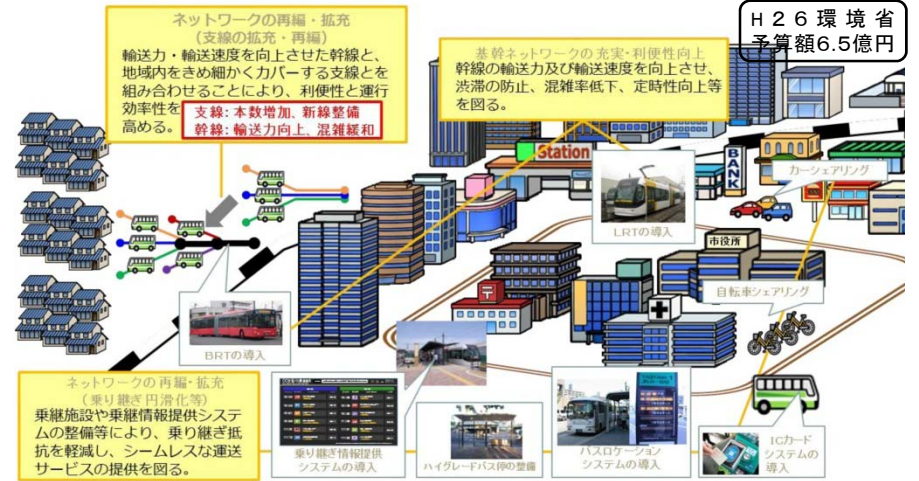 H26環境省
予算額6.5億円
ネットワークの再編・拡充
(支線の拡充・再編)
輸送力・輸送速度を向上させた幹線と、
地域内をきめ細かくカバーする支線とを
組み合わせることにより、利便性と運行
効率性を
高める。
支線:本数増加、新線整備
幹線:輸送力向上、混雑緩和
基幹ネットワークの充実・利便性向上
幹線の輸送力及び輸送速度を向上させ、
渋滞の防止、混雑率低下、定時性向上等
を図る。
Station
BANK
カーシェアリング
LRTの導入
市役所
自転車シェアリング
〒
BRTの導入
ネットワークの再編・拡充
(乗り継ぎ円滑化等)
乗継施設や乗継情報提供システ
ムの整備等により、乗り継ぎ抵
抗を軽減し、シームレスな運送
サービスの提供を図る。
乗り継ぎ情報提供
システムの導入
ハイグレードバス停の整備
バスロケーション
システムの導入
ICカード
システムの
導入